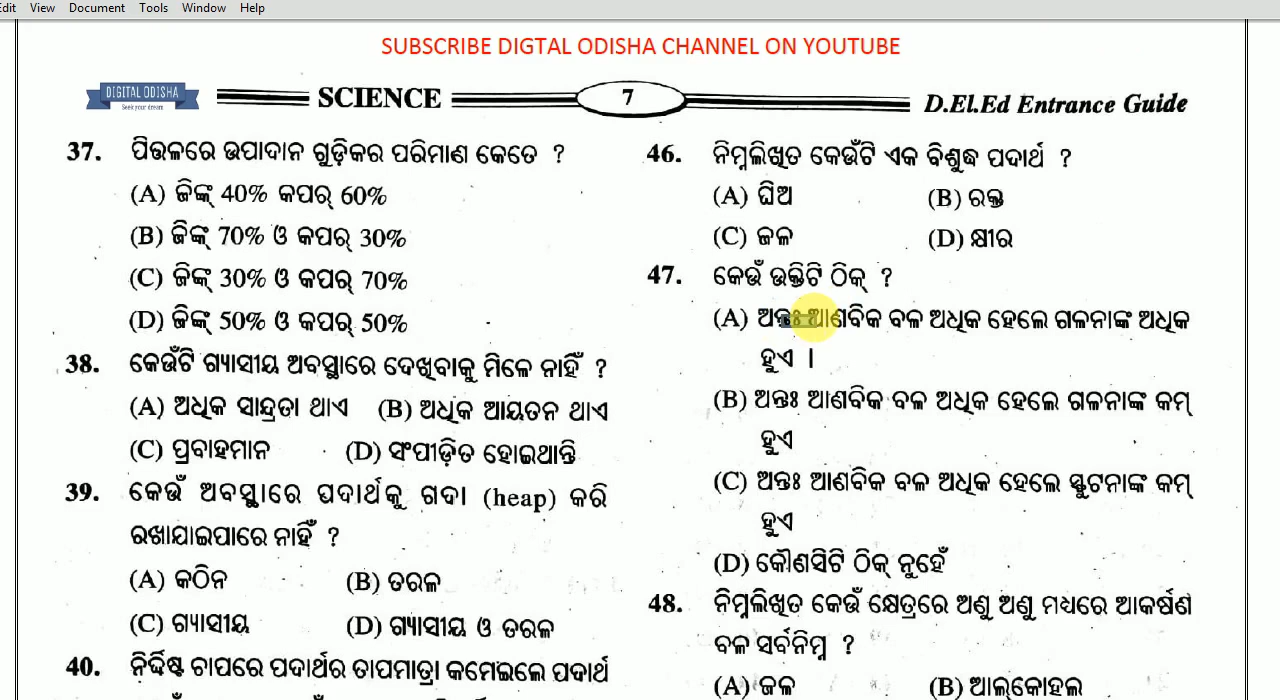 Edit View Document Tools Window Help
SUBSCRIBE DIGTAL ODISHA CHANNEL ON YOUTUBE
DIGITAL ODISHA
Seek your dream
SCIENCE 7 D.El.Ed Entrance Guide
37. ପିତ୍ତଳରେ ଉପାଦାନ ଗୁଡ଼ିକର ପରିମାଣ କେତେ ?
(A) ଜିଙ୍କ୍ 40% କପର୍ 60%
(B) ଜିଙ୍କ୍ 70% ଓ କପର୍ 30%
(C) ଜିଙ୍କ୍ 30% ଓ କପର୍ 70%
(D) ଜିଙ୍କ୍ 50% ଓ କପର୍ 50%
38. କେଉଁଟି ଗ୍ୟାସୀୟ ଅବସ୍ଥାରେ ଦେଖିବାକୁ ମିଳେ ନାହିଁ ?
(A) ଅଧିକ ସାନ୍ଦ୍ରତା ଥାଏ (B) ଅଧିକ ଆୟତନ ଥାଏ
(C) ପ୍ରବାହମାନ (D) ସଂପୀଡ଼ିତ ହୋଇଥାନ୍ତି
39. କେଉଁ ଅବସ୍ଥାରେ ପଦାର୍ଥକୁ ଗଦା (heap) କରି
ରଖାଯାଇପାରେ ନାହିଁ ?
(A) କଠିନ (B) ତରଳ
(C) ଗ୍ୟାସୀୟ (D) ଗ୍ୟାସୀୟ ଓ ତରଳ
40. ନିର୍ଦ୍ଦିଷ୍ଟ ଚାପରେ ପଦାର୍ଥର ତାପମାତ୍ରା କମେଇଲେ ପଦାର୍ଥ
46. ନିମ୍ନଲିଖିତ କେଉଁଟି ଏକ ବିଶୁଦ୍ଧ ପଦାର୍ଥ ?
(A) ଘିଅ (B) ରକ୍ତ
(C) ଜଳ (D) କ୍ଷୀର
47. କେଉଁ ଉକ୍ତିଟି ଠିକ୍ ?
(A) ଅନ୍ତଃ ଆଣବିକ ବଳ ଅଧିକ ହେଲେ ଗଳନାଙ୍କ ଅଧିକ
ହୁଏ ।
(B) ଅନ୍ତଃ ଆଣବିକ ବଳ ଅଧିକ ହେଲେ ଗଳନାଙ୍କ କମ୍
ହୁଏ
(C) ଅନ୍ତଃ ଆଣବିକ ବଳ ଅଧିକ ହେଲେ ସ୍ଫୁଟନାଙ୍କ କମ୍
ହୁଏ
(D) କୌଣସିଟି ଠିକ୍ ନୁହେଁ
48. ନିମ୍ନଲିଖିତ କେଉଁ କ୍ଷେତ୍ରରେ ଅଣୁ ଅଣୁ ମଧ୍ୟରେ ଆକର୍ଷଣ
ବଳ ସର୍ବନିମ୍ନ ?
(A) ଜଳ (B) ଆଲ୍‌କୋହଲ